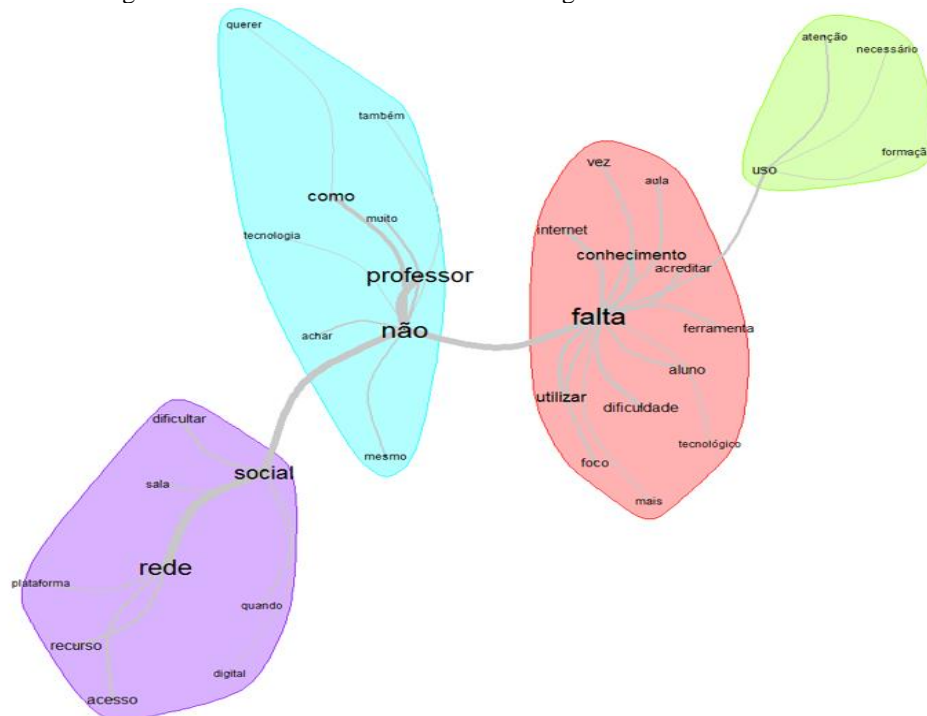 querer
também
como
muito
tecnologia
professor
não
achar
mesmo
atenção
necessário
formaçã
uso
vez
aula
internet
conhecimento
acreditar
falta
ferramenta
aluno
utilizar
dificuldade
tecnológico
foco
mais
dificultar
social
sala
rede
plataforma
quando
recurso
digital
acesso